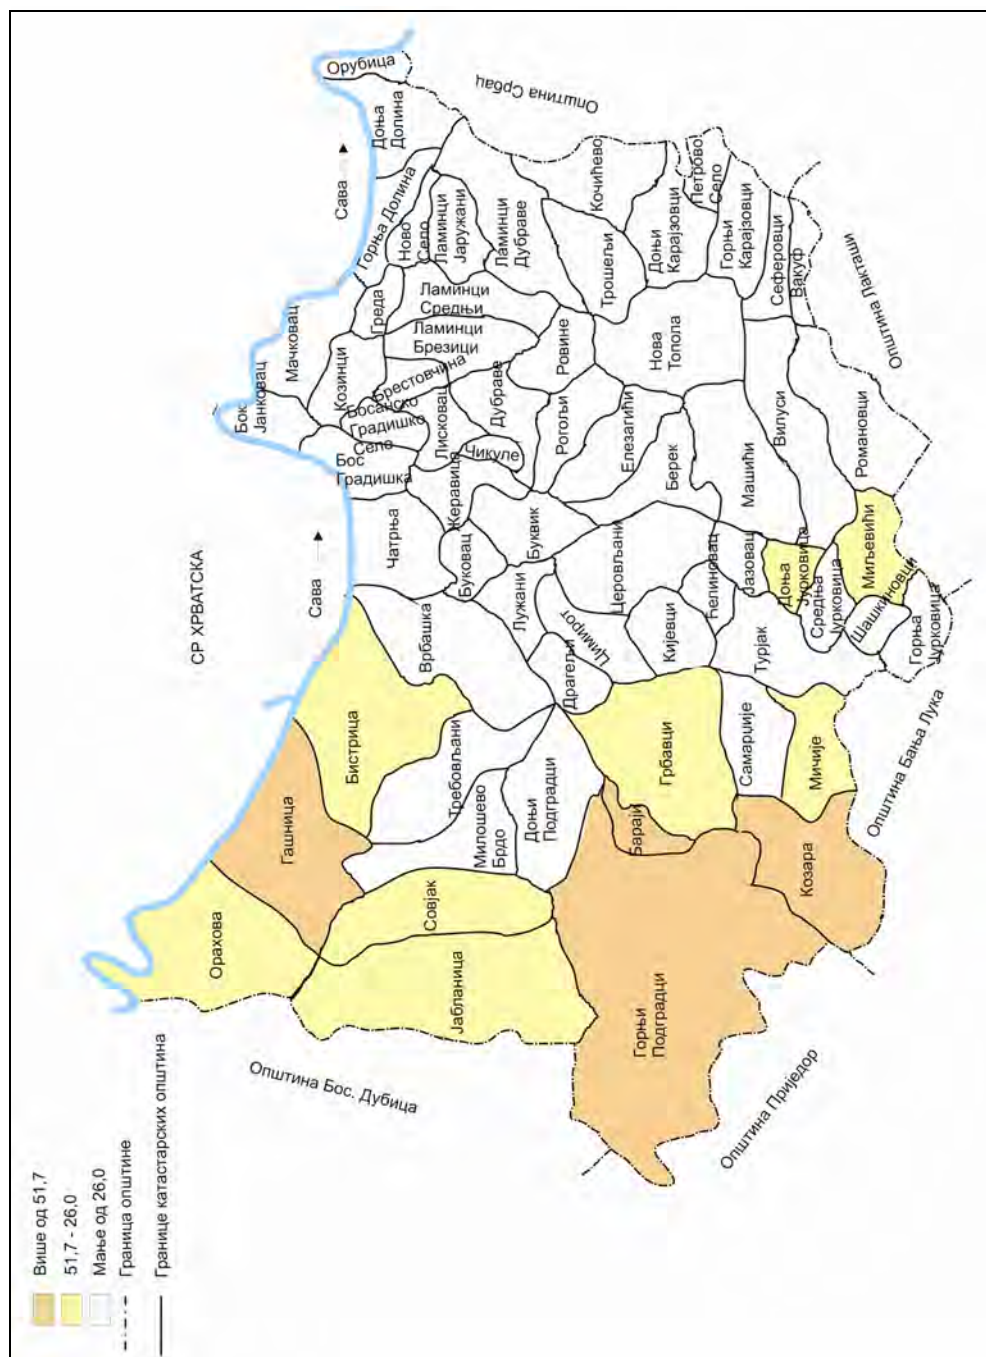 Орубица
Општина Србац
Доња
Долина
Сава
Горња Долина
Ново
Село
Ламинци
Јаружани
Ламинци
Дубраве
Кочићево
Петрово
Село
Доњи
Карајзовци
Горњи
Карајзовци
Сеферовци
Вакуф
Општина Лакташи
Трошељи
Греда
Ламинци
Средњи
Ламинци
Брезици
Ровине
Нова
Топола
Мачковац
Козинци
Брестовчина
Бок
Јанковац
Босанско
Градишко
Село
Лисковац
Дубраве
Бос
Градишка
Чикуле
Рогољи
Елезагићи
Берек
Машићи
Вилуси
Романовци
Чатрња
Жеравица
Буковац
Буквик
СР ХРВАТСКА
Сава
Лужани
Церовљани
Цимирот
Ћелиновац
Јазовац
Доња
Јурковица
Средња
Јурковица
Миљевићи
Шашкиновци
Горња
Јурковица
Врбашка
Драгељи
Кијевци
Турјак
Бистрица
Требовљани
Милошево
Брдо
Доњи
Подградци
Грбавци
Самарџије
Мичије
Општина Бања Лука
Гашница
Бараји
Козара
Орахова
Совјак
Јабланица
Горњи
Подградци
Општина Бос. Дубица
Општина Приједор
Више од 51,7
51,7 - 26,0
Мање од 26,0
Граница општине
Границе катастарских општина